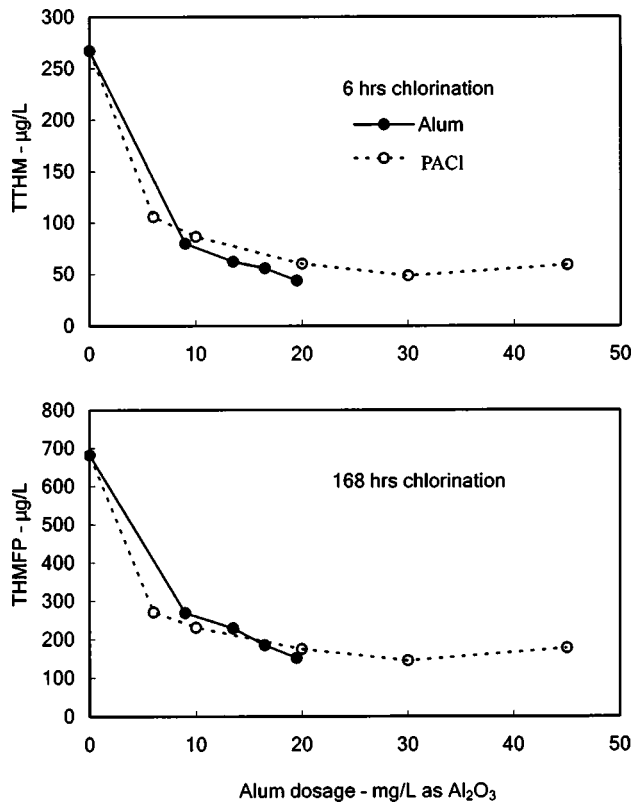 300
250
200
150
100
50
0
TTHM - µg/L
6 hrs chlorination
Alum
PACl
0 10 20 30 40 50
800
700
600
500
400
300
200
100
0
THMFP - µg/L
168 hrs chlorination
0 10 20 30 40 50
Alum dosage - mg/L as Al₂O₃